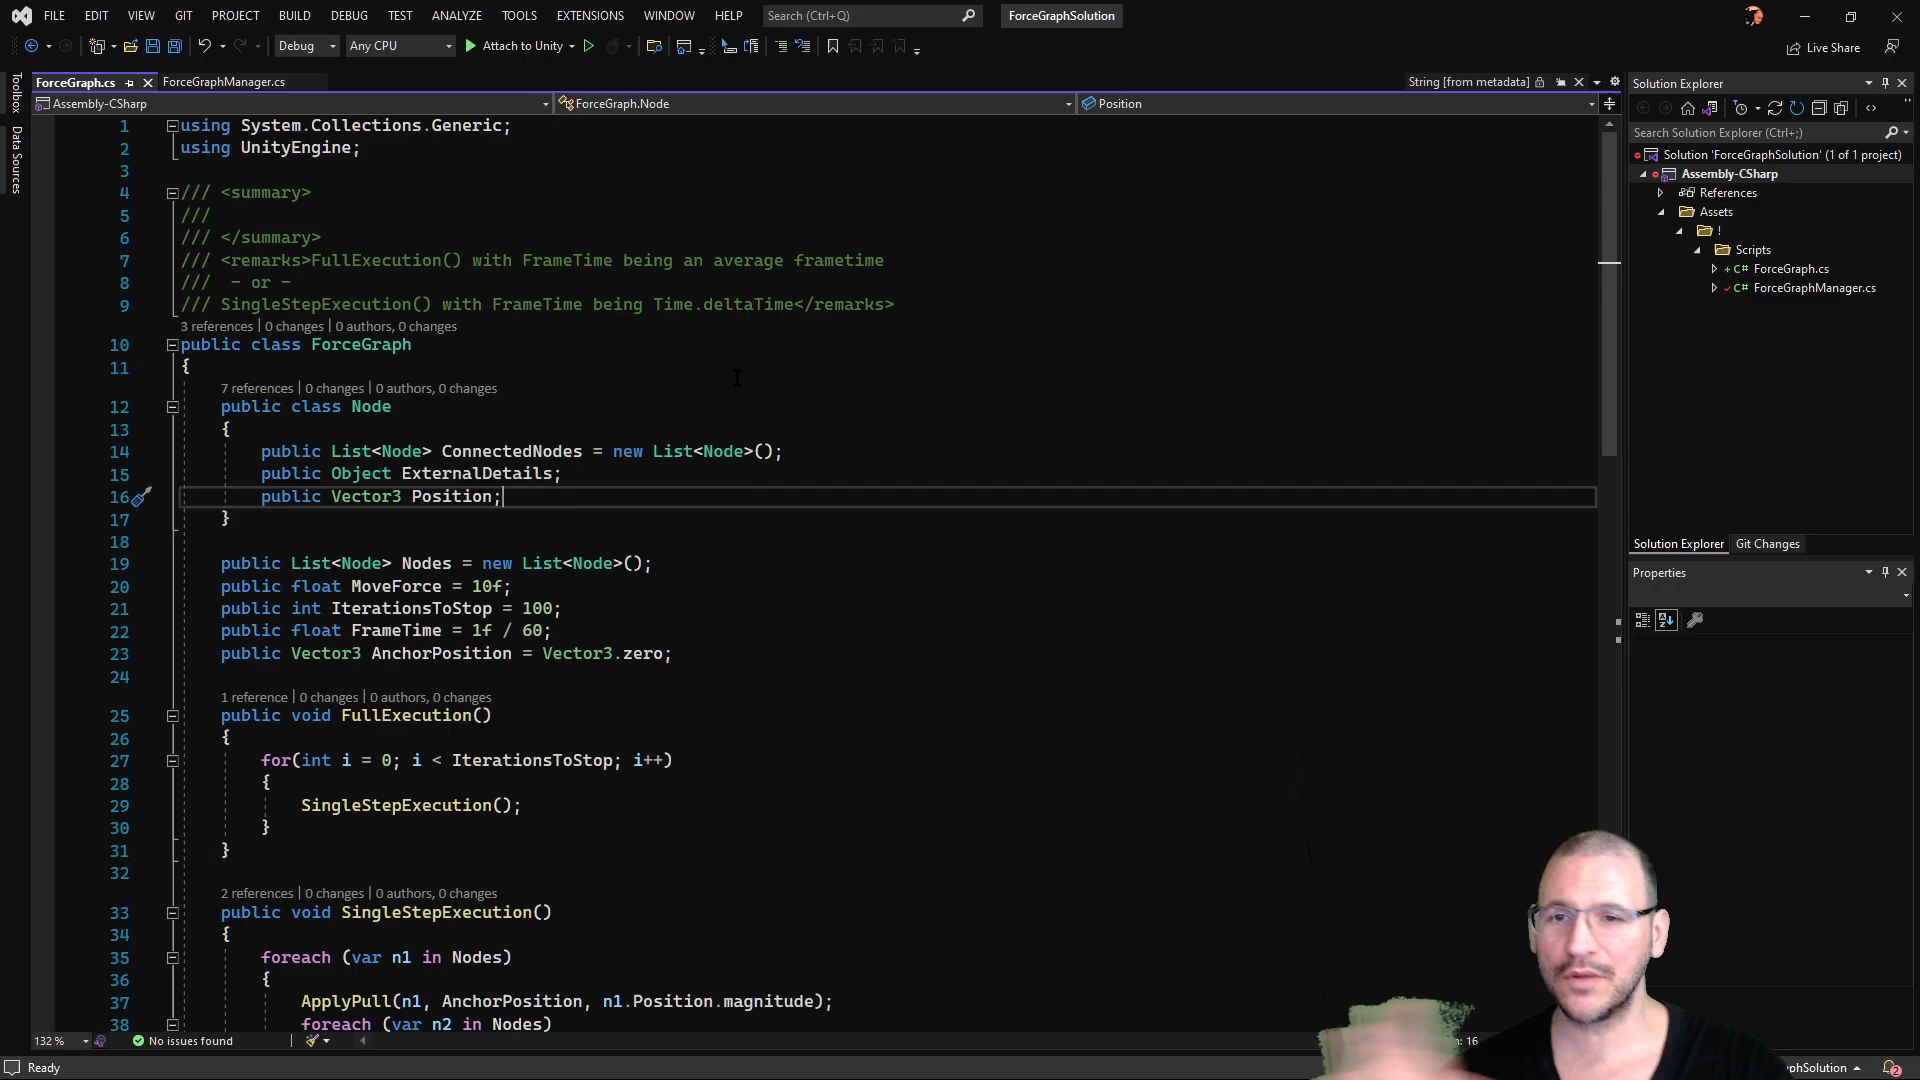 FILE EDIT VIEW GIT PROJECT BUILD DEBUG TEST ANALYZE TOOLS EXTENSIONS WINDOW HELP Search (Ctrl+Q) ForceGraphSolution
Debug Any CPU Attach to Unity Live Share
ForceGraph.cs ForceGraphManager.cs String [from metadata]
Assembly-CSharp ForceGraph.Node Position
Toolbox
Data Sources
1 using System.Collections.Generic;
2 using UnityEngine;
3
4 /// <summary>
5 ///
6 /// </summary>
7 /// <remarks>FullExecution() with FrameTime being an average frametime
8 /// - or -
9 /// SingleStepExecution() with FrameTime being Time.deltaTime</remarks>
3 references | 0 changes | 0 authors, 0 changes
10 public class ForceGraph
11 {
7 references | 0 changes | 0 authors, 0 changes
12 public class Node
13 {
14 public List<Node> ConnectedNodes = new List<Node>();
15 public Object ExternalDetails;
16 public Vector3 Position;
17 }
18
19 public List<Node> Nodes = new List<Node>();
20 public float MoveForce = 10f;
21 public int IterationsToStop = 100;
22 public float FrameTime = 1f / 60;
23 public Vector3 AnchorPosition = Vector3.zero;
24
1 reference | 0 changes | 0 authors, 0 changes
25 public void FullExecution()
26 {
27 for(int i = 0; i < IterationsToStop; i++)
28 {
29 SingleStepExecution();
30 }
31 }
32
2 references | 0 changes | 0 authors, 0 changes
33 public void SingleStepExecution()
34 {
35 foreach (var n1 in Nodes)
36 {
37 ApplyPull(n1, AnchorPosition, n1.Position.magnitude);
38 foreach (var n2 in Nodes)
132 % No issues found : 16
Ready phSolution 2
Solution Explorer
Search Solution Explorer (Ctrl+;)
Solution 'ForceGraphSolution' (1 of 1 project)
Assembly-CSharp
References
Assets
!
Scripts
+ C# ForceGraph.cs
C# ForceGraphManager.cs
Solution Explorer Git Changes
Properties